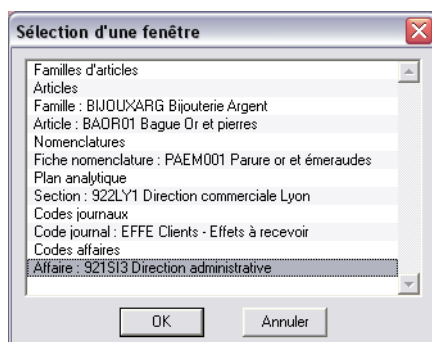 Sélection d'une fenêtre
Familles d'articles
Articles
Famille : BIJOUXARG Bijouterie Argent
Article : BAOR01 Bague Or et pierres
Nomenclatures
Fiche nomenclature : PAEM001 Parure or et émeraudes
Plan analytique
Section : 922LY1 Direction commerciale Lyon
Codes journaux
Code journal : EFFE Clients - Effets à recevoir
Codes affaires
Affaire : 921SI3 Direction administrative
OK Annuler